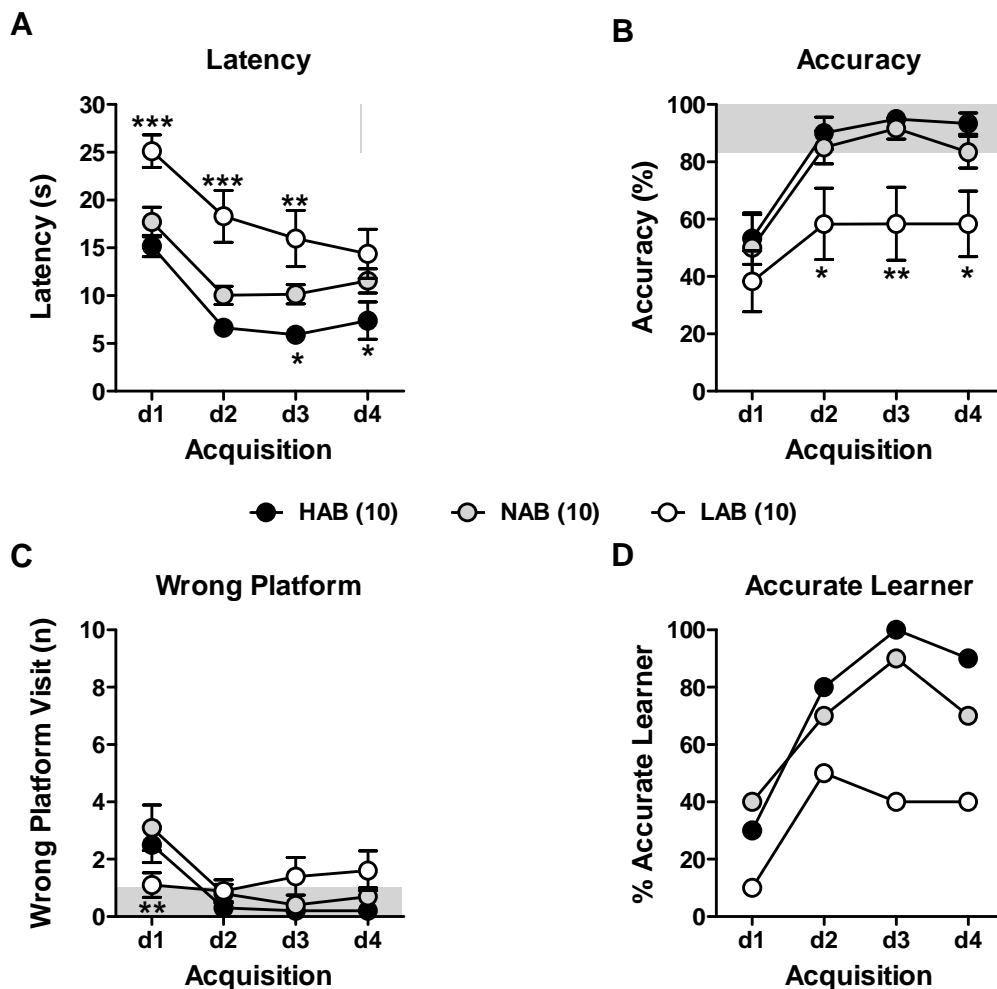 A
Latency
Latency (s)
30
25
20
15
10
5
0
***
***
**
*
*
d1 d2 d3 d4
Acquisition
B
Accuracy
Accuracy (%)
100
80
60
40
20
0
*
**
*
d1 d2 d3 d4
Acquisition
HAB (10) NAB (10) LAB (10)
C
Wrong Platform
Wrong Platform Visit (n)
10
8
6
4
2
0
**
d1 d2 d3 d4
Acquisition
D
Accurate Learner
% Accurate Learner
100
80
60
40
20
0
d1 d2 d3 d4
Acquisition